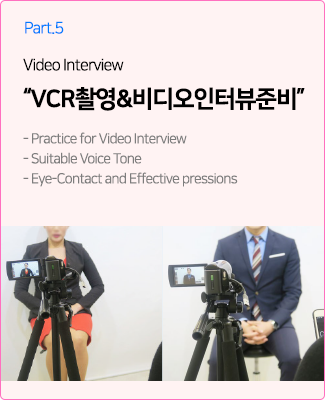 Part.5
Video Interview
“VCR촬영&비디오인터뷰준비”
- Practice for Video Interview
- Suitable Voice Tone
- Eye-Contact and Effective pressions